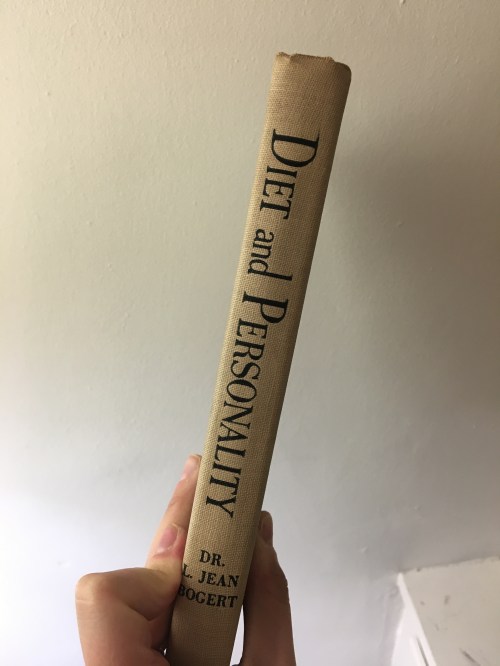 DIET and PERSONALITY
DR.
L. JEAN
BOGERT